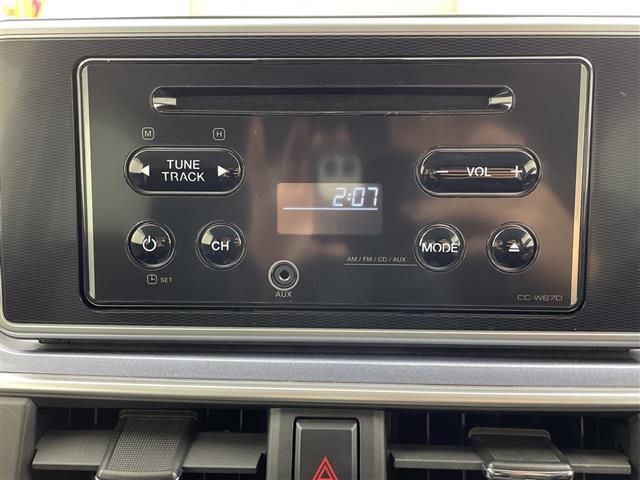 M H
TUNE
TRACK
- VOL +
2:07
CH
MODE
AM / FM / CD / AUX
SET
AUX
CC-W67D